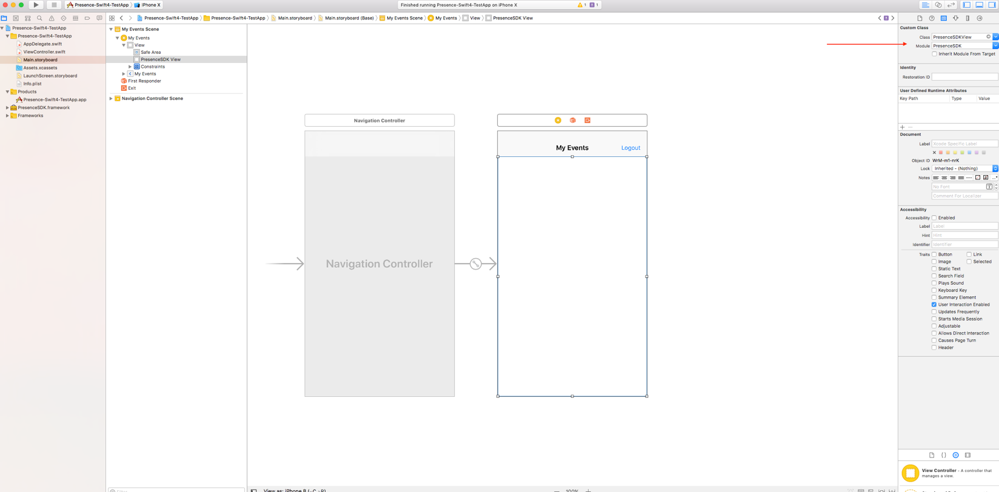 Presence-Swift4-TestApp › iPhone X
Finished running Presence-Swift4-TestApp on iPhone X
1
1
Presence-Swift4-TestApp
Presence-Swift4-TestApp
AppDelegate.swift
ViewController.swift
Main.storyboard
Assets.xcassets
LaunchScreen.storyboard
Info.plist
Products
Presence-Swift4-TestApp.app
PresenceSDK.framework
Frameworks
Presence-Swift4-TestApp › Presence-Swift4-TestApp › Main.storyboard › Main.storyboard (Base) › My Events Scene › My Events › View › PresenceSDK View
My Events Scene
My Events
View
Safe Area
PresenceSDK View
Constraints
My Events
First Responder
Exit
Navigation Controller Scene
Navigation Controller
Navigation Controller
My Events
Logout
View as: iPhone 8
100%
Custom Class
Class PresenceSDKView
Module PresenceSDK
Inherit Module From Target
Identity
Restoration ID
User Defined Runtime Attributes
Key Path Type Value
Document
Label Xcode Specific Label
Object ID WrM-m1-nrK
Lock Inherited - (Nothing)
Notes
No Font
Comment For Localizer
Accessibility
Accessibility Enabled
Label Label
Hint Hint
Identifier Identifier
Traits Button Link
Image Selected
Static Text
Search Field
Plays Sound
Keyboard Key
Summary Element
User Interaction Enabled
Updates Frequently
Starts Media Session
Adjustable
Allows Direct Interaction
Causes Page Turn
Header
View Controller - A controller that
manages a view.